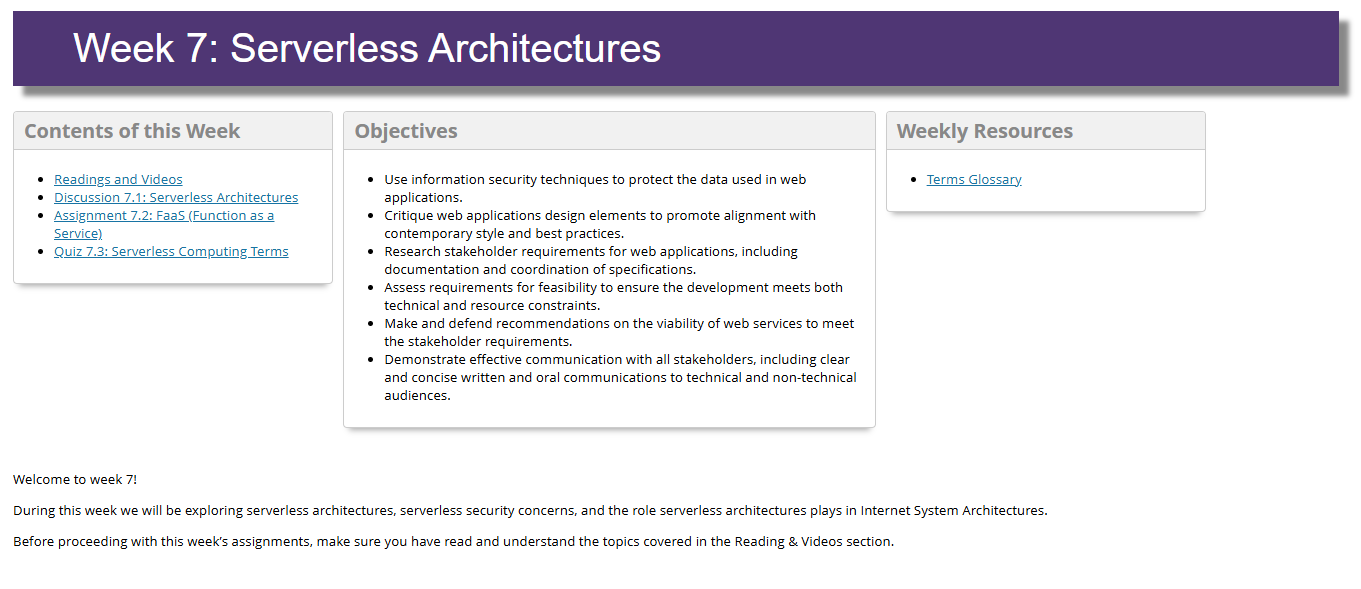 Week 7: Serverless Architectures
Contents of this Week
Readings and Videos
Discussion 7.1: Serverless Architectures
Assignment 7.2: FaaS (Function as a
Service)
Quiz 7.3: Serverless Computing Terms
Objectives
Use information security techniques to protect the data used in web
applications.
Critique web applications design elements to promote alignment with
contemporary style and best practices.
Research stakeholder requirements for web applications, including
documentation and coordination of specifications.
Assess requirements for feasibility to ensure the development meets both
technical and resource constraints.
Make and defend recommendations on the viability of web services to meet
the stakeholder requirements.
Demonstrate effective communication with all stakeholders, including clear
and concise written and oral communications to technical and non-technical
audiences.
Weekly Resources
Terms Glossary
Welcome to week 7!
During this week we will be exploring serverless architectures, serverless security concerns, and the role serverless architectures plays in Internet System Architectures.
Before proceeding with this week’s assignments, make sure you have read and understand the topics covered in the Reading & Videos section.